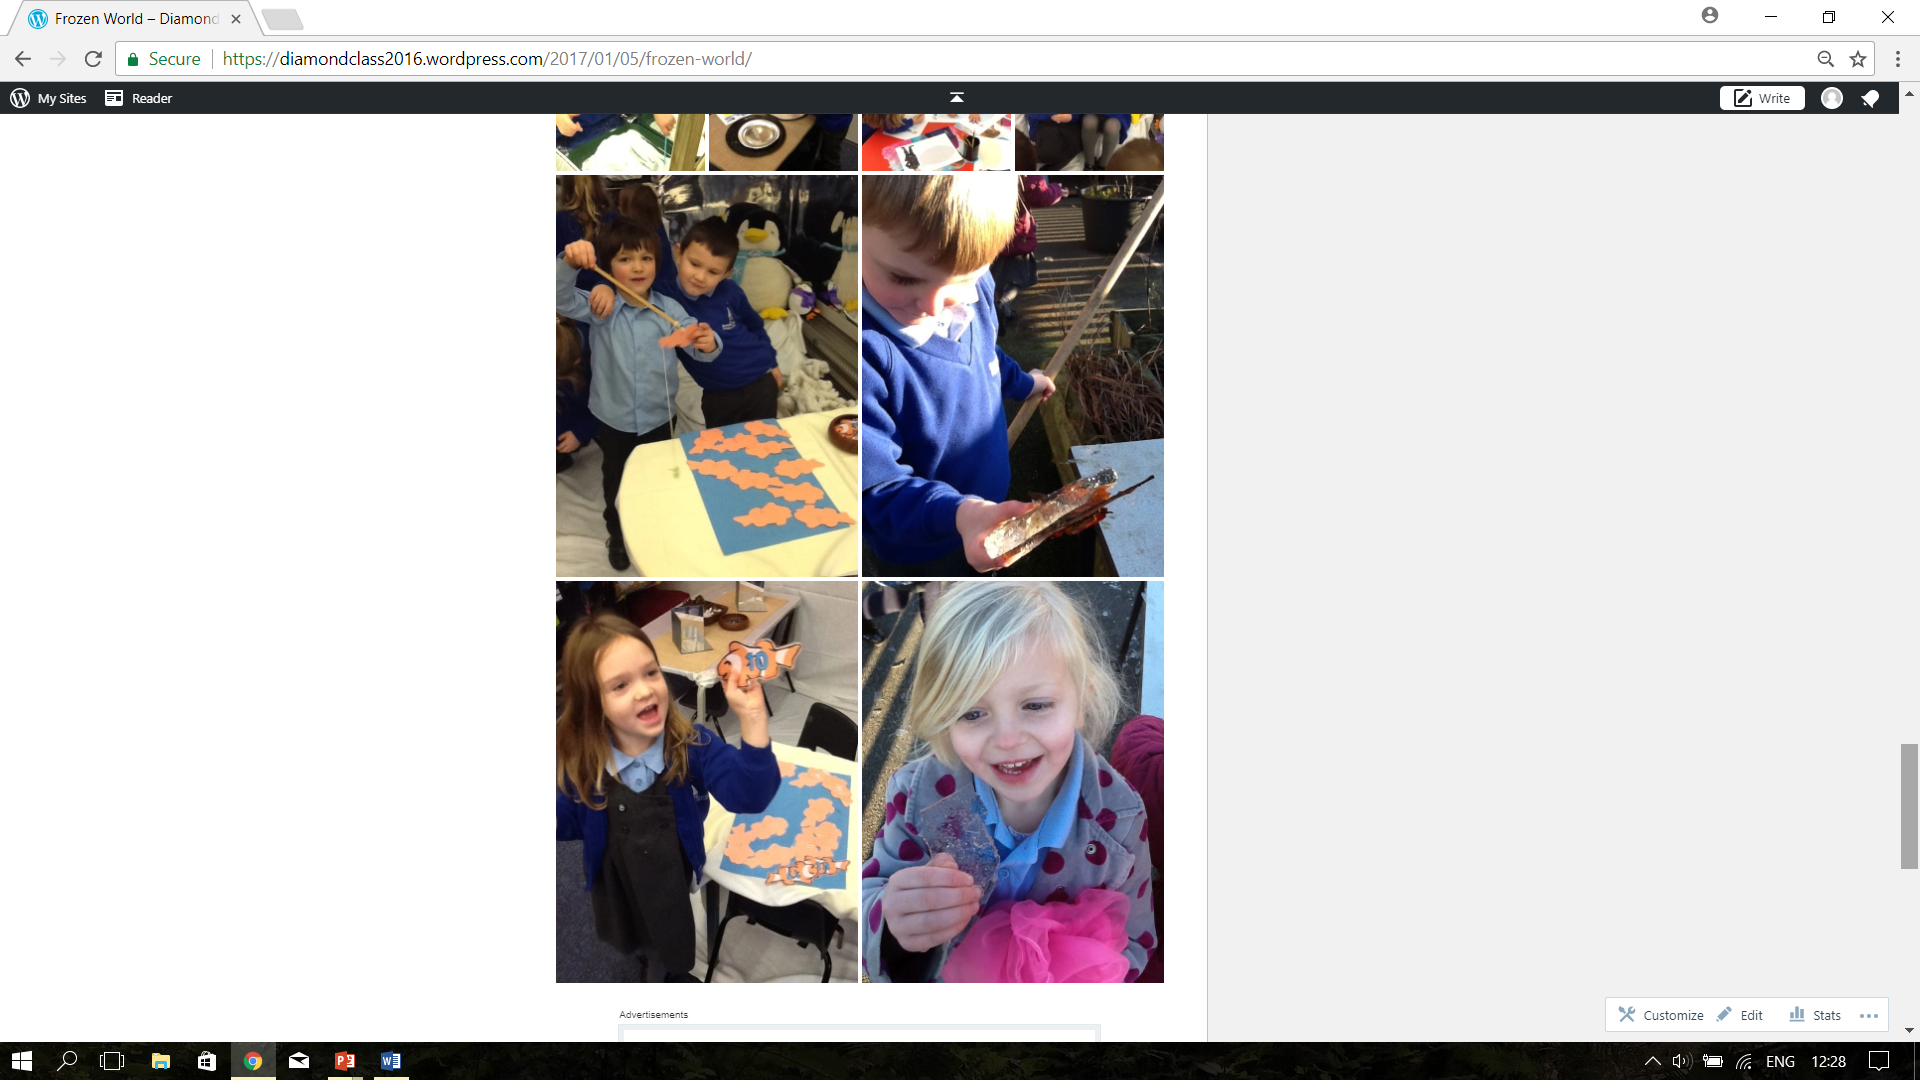 Frozen World – Diamond
Secure
https://diamondclass2016.wordpress.com/2017/01/05/frozen-world/
My Sites
Reader
Write
10
Advertisements
Customize
Edit
Stats
ENG
12:28